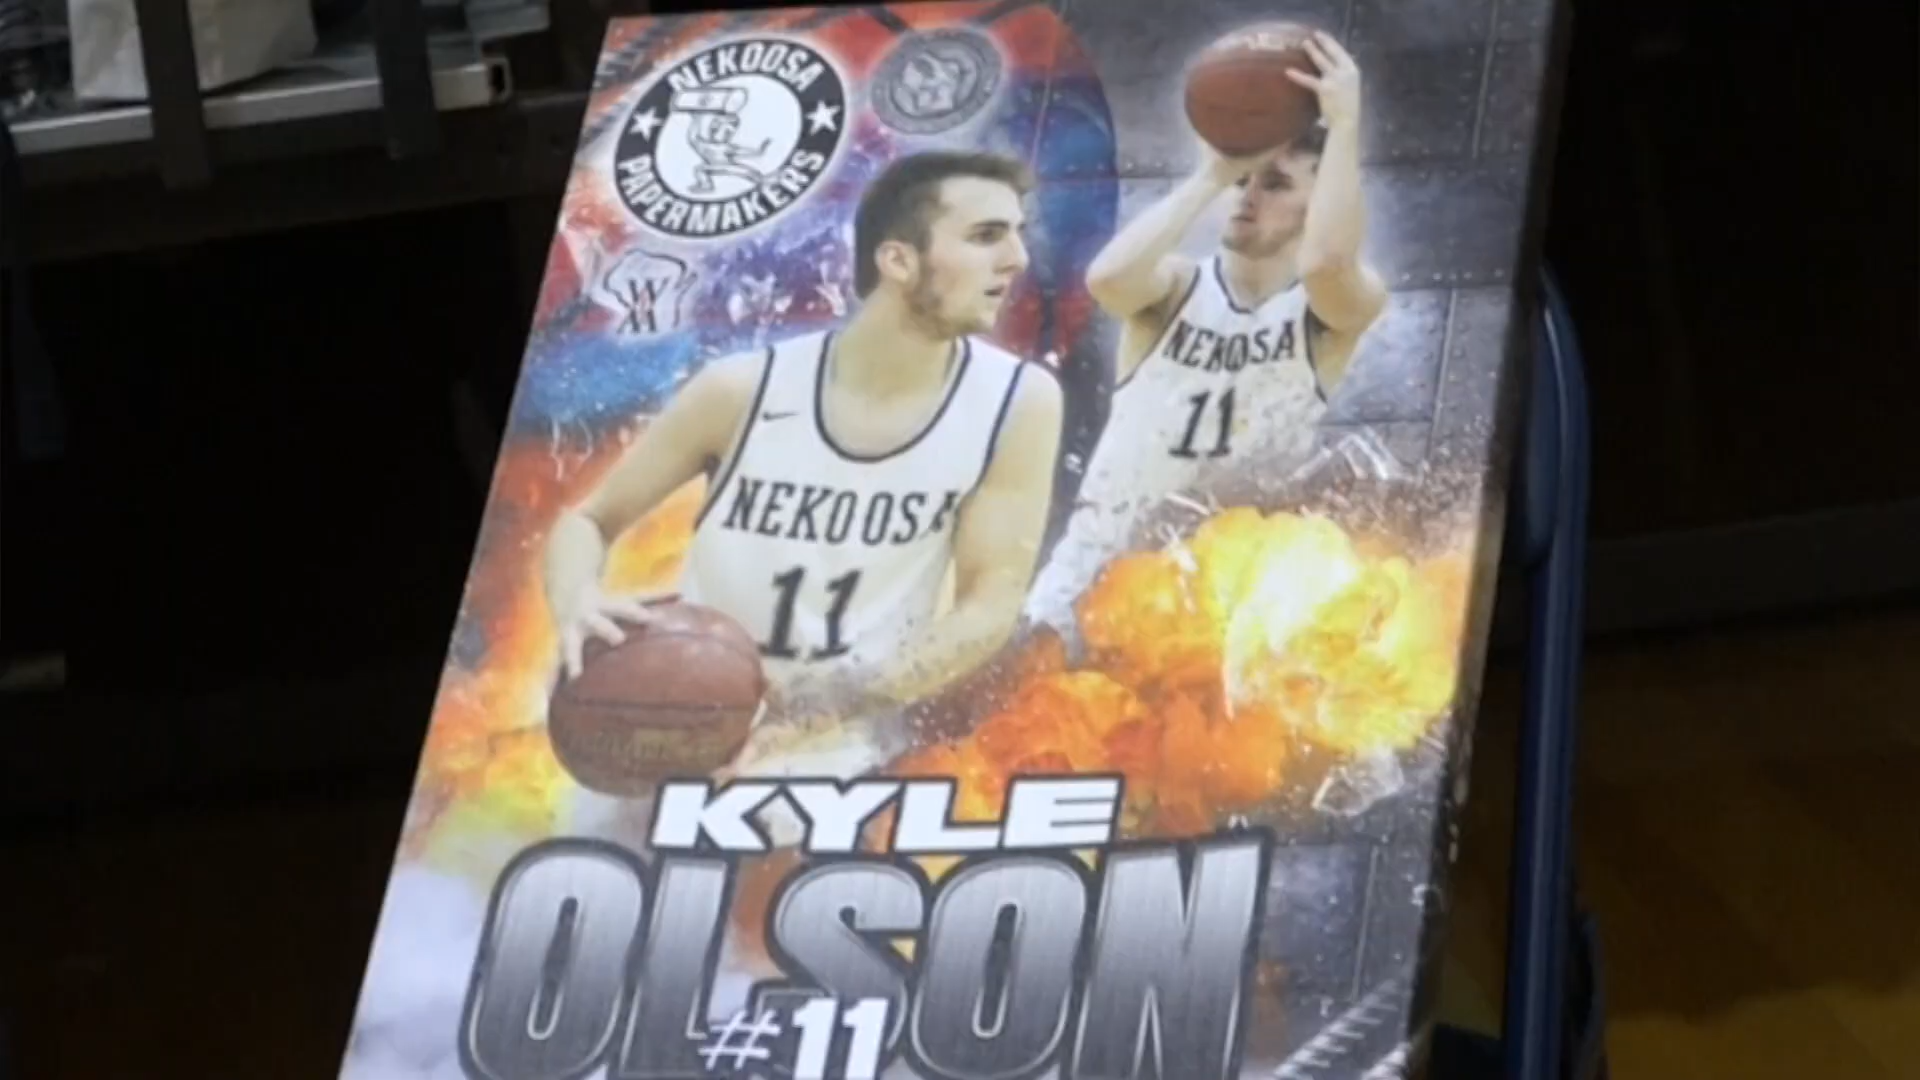 NEKOOSA
PAPERMAKERS
NEKOOSA
11
NEKOOSA
11
KYLE
OLSON
#11